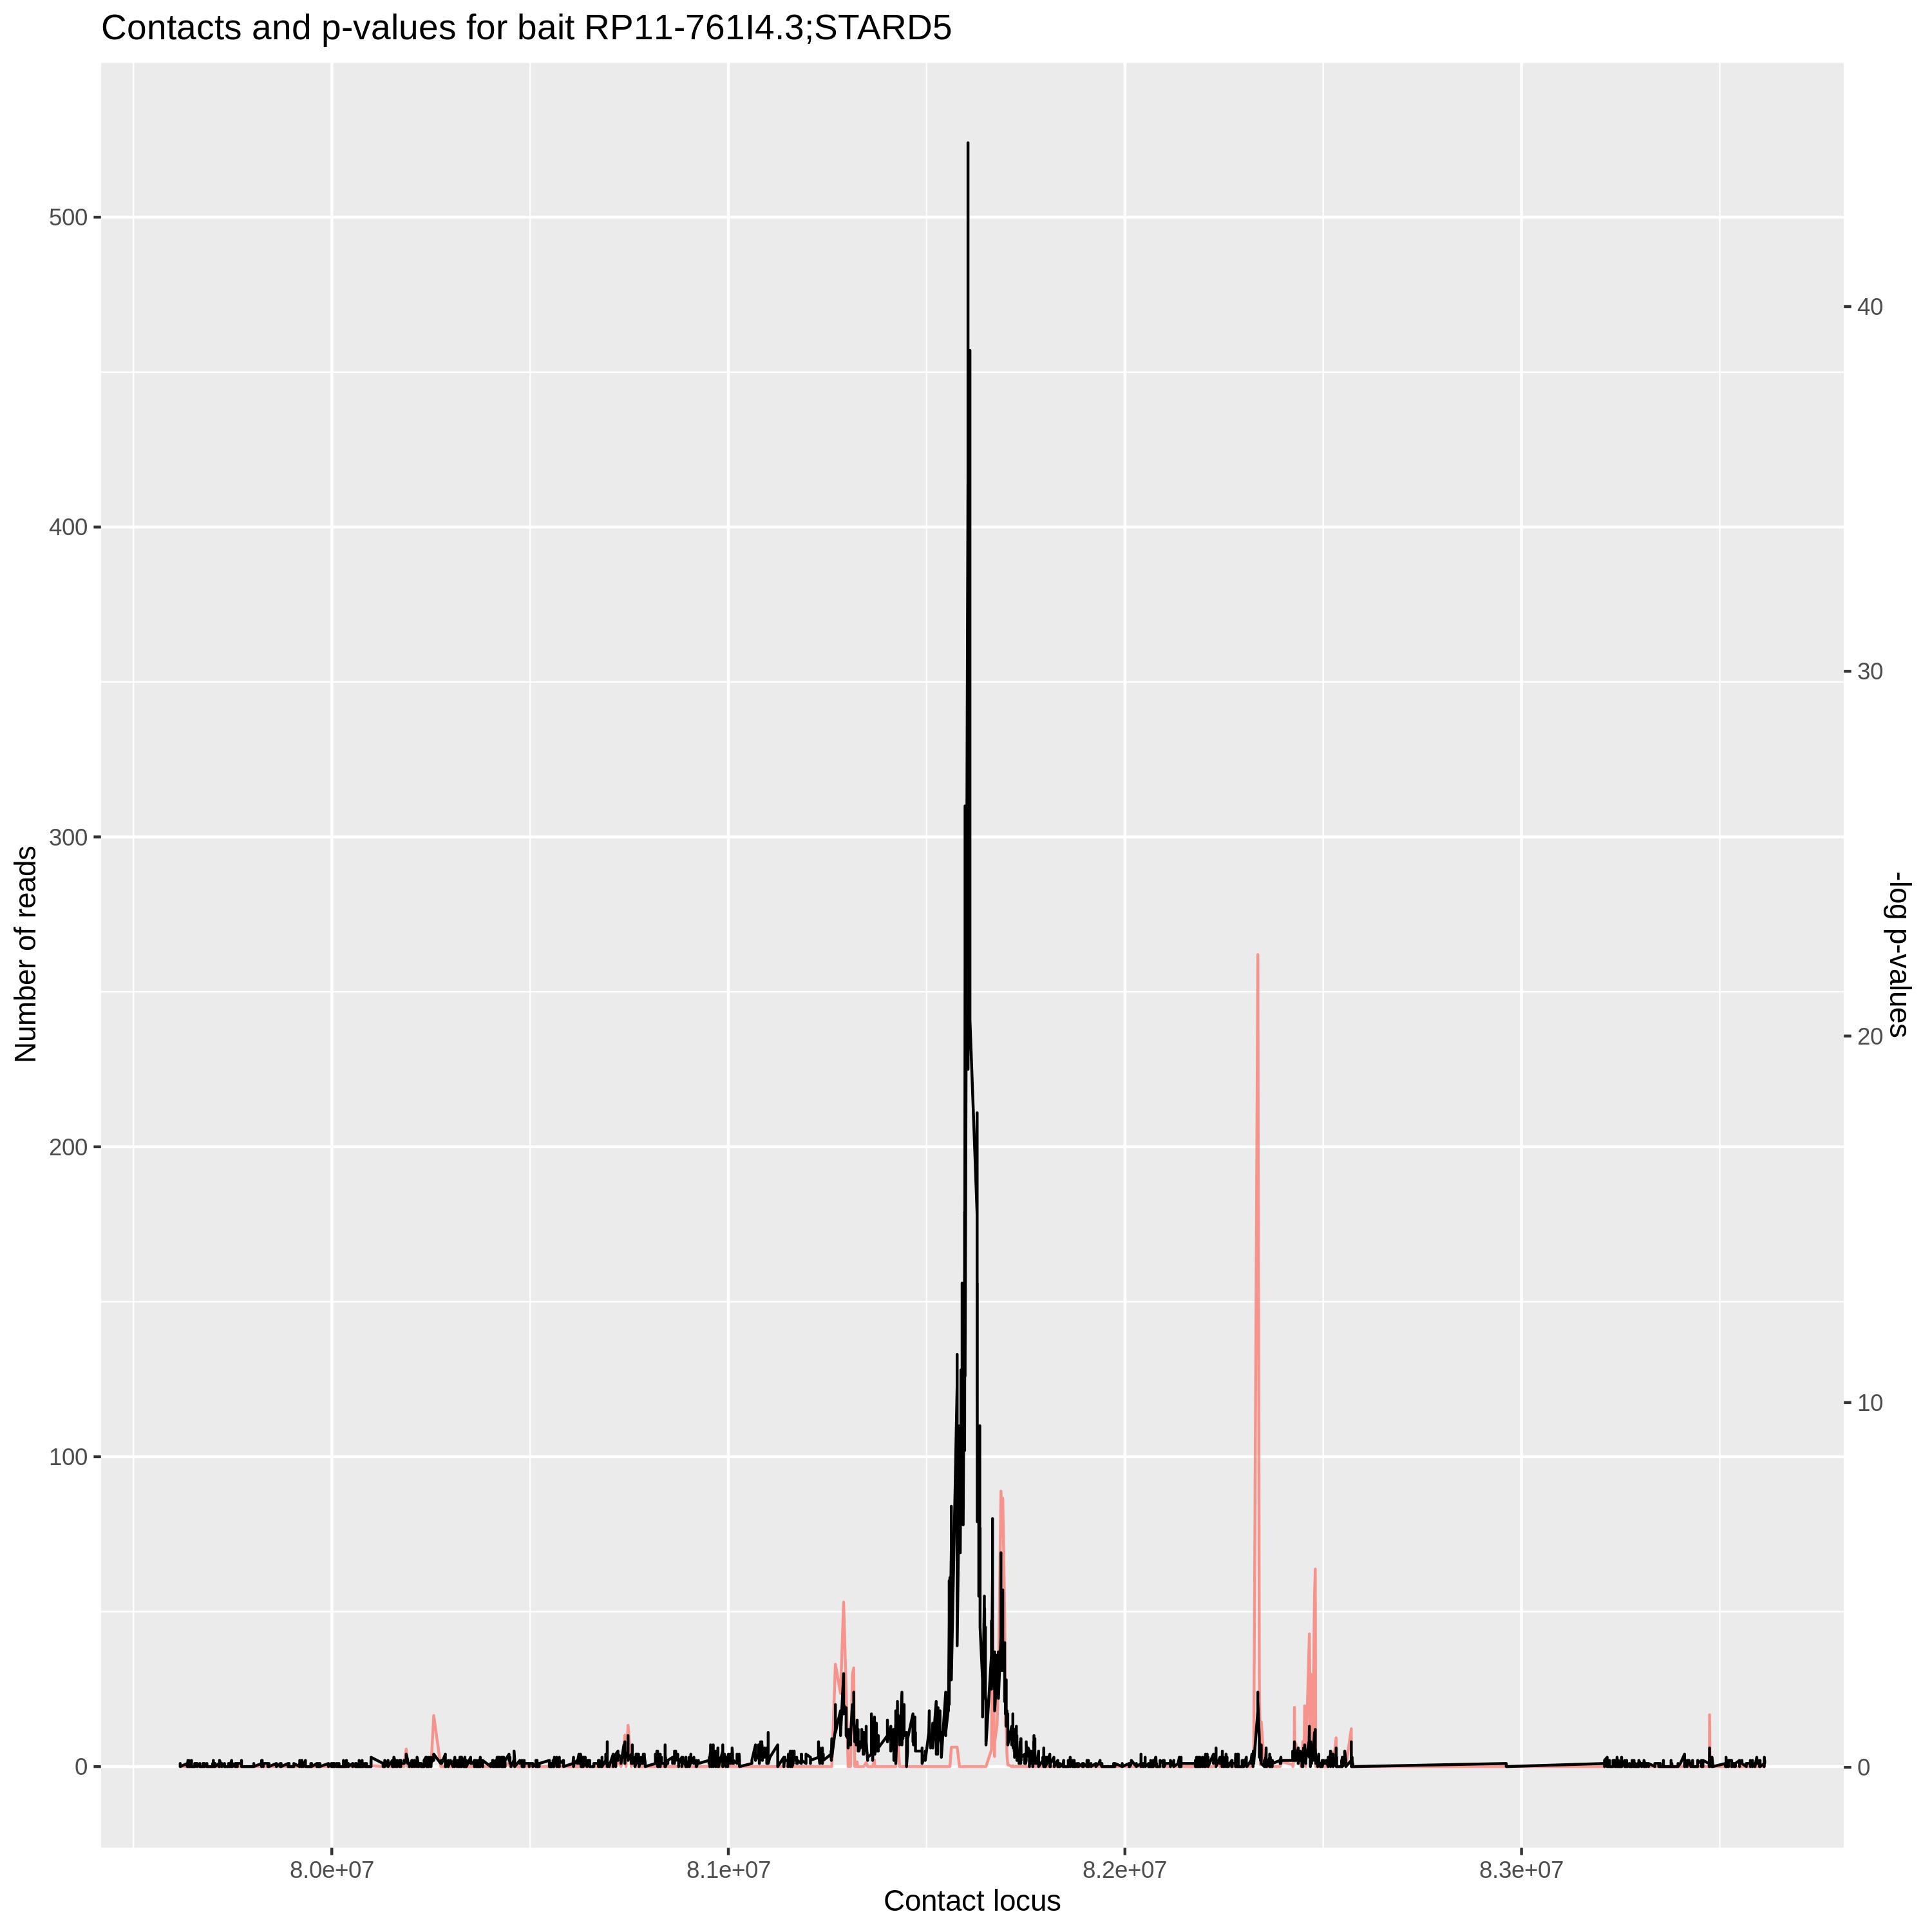 Contacts and p-values for bait RP11-761I4.3;STARD5
500
400
300
200
100
0
Number of reads
40
30
20
10
0
-log p-values
8.0e+07 8.1e+07 8.2e+07 8.3e+07
Contact locus